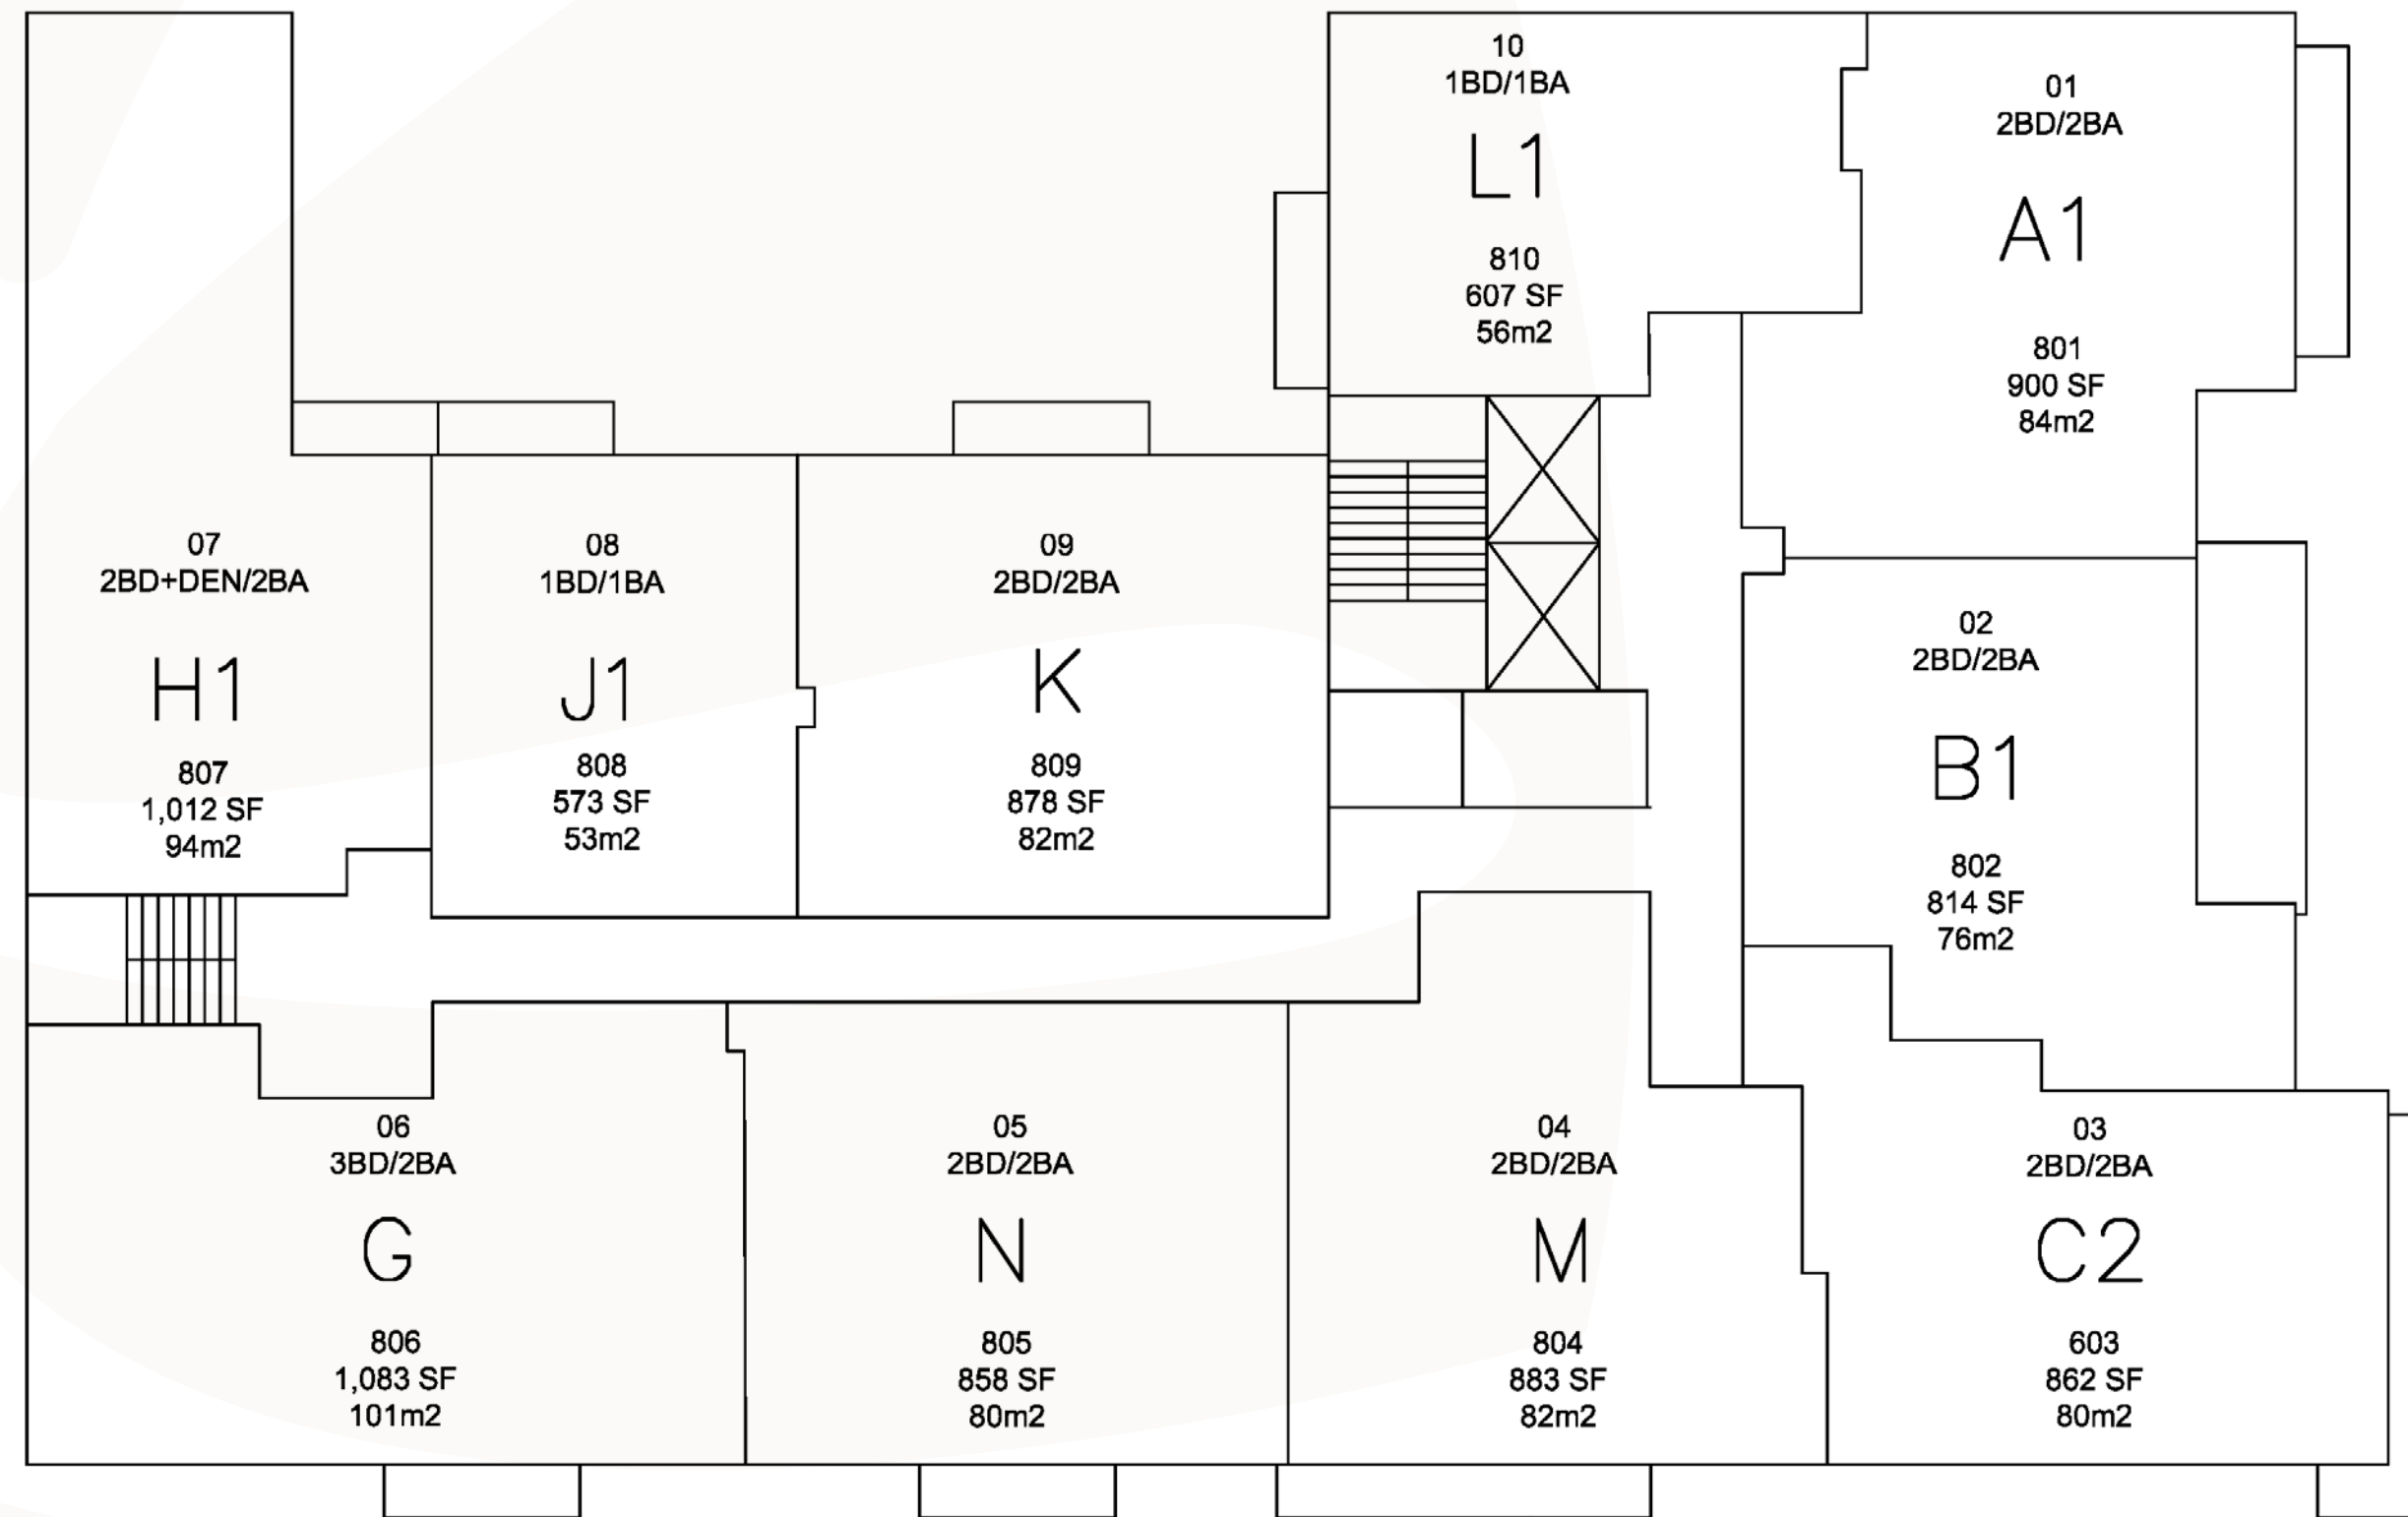 10
1BD/1BA
L1
810
607 SF
56m2
01
2BD/2BA
A1
801
900 SF
84m2
07
2BD+DEN/2BA
H1
807
1,012 SF
94m2
08
1BD/1BA
J1
808
573 SF
53m2
09
2BD/2BA
K
809
878 SF
82m2
02
2BD/2BA
B1
802
814 SF
76m2
06
3BD/2BA
G
806
1,083 SF
101m2
05
2BD/2BA
N
805
858 SF
80m2
04
2BD/2BA
M
804
883 SF
82m2
03
2BD/2BA
C2
603
862 SF
80m2